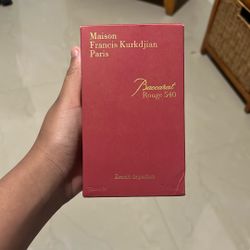 Maison
Francis Kurkdjian
Paris
Baccarat
Rouge 540
Extrait de parfum